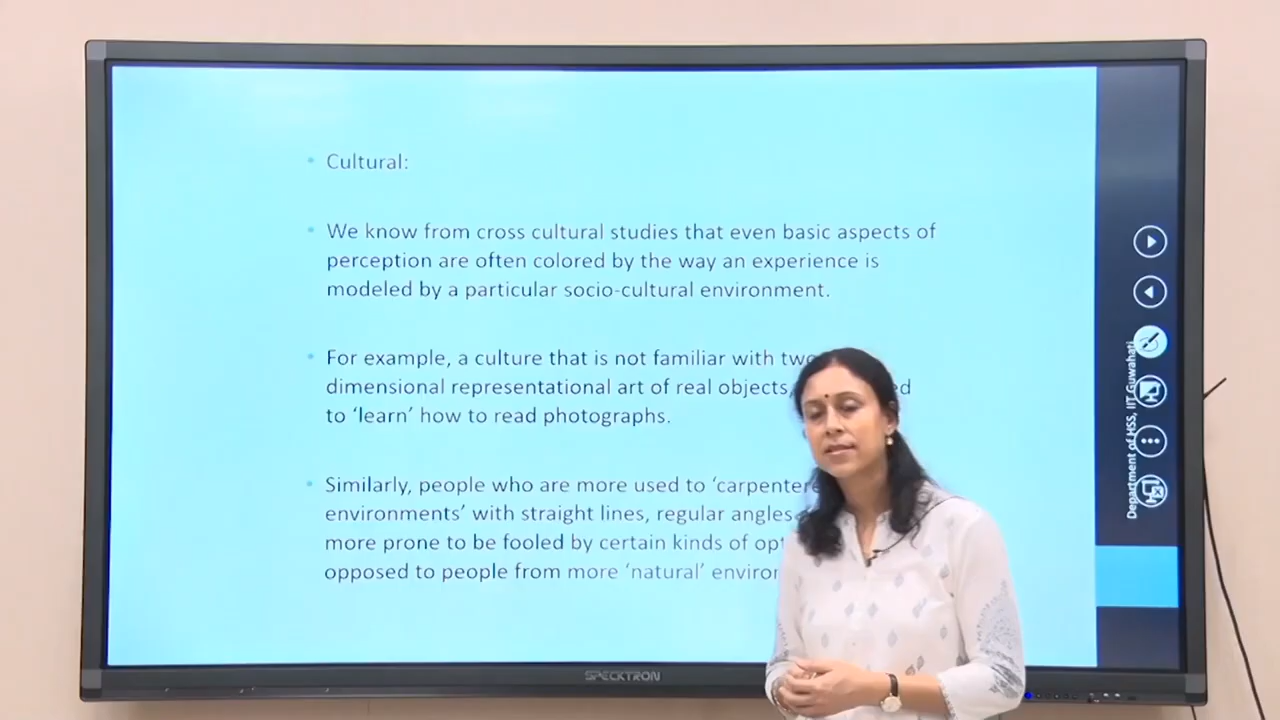 Cultural:
We know from cross cultural studies that even basic aspects of
perception are often colored by the way an experience is
modeled by a particular socio-cultural environment.
For example, a culture that is not familiar with
dimensional representational art of real objects,
to ‘learn’ how to read photographs.
Similarly, people who are more used to
environments’ with straight lines, regular angles
more prone to be fooled by certain kinds of
opposed to people from more ‘natural’
Department of HSS, IIT Guwahati
SPECKTRON